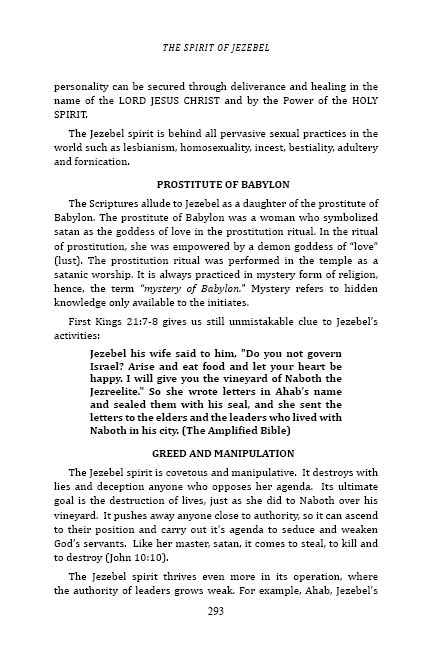 THE SPIRIT OF JEZEBEL
personality can be secured through deliverance and healing in the
name of the LORD JESUS CHRIST and by the Power of the HOLY
SPIRIT.
The Jezebel spirit is behind all pervasive sexual practices in the
world such as lesbianism, homosexuality, incest, bestiality, adultery
and fornication.
PROSTITUTE OF BABYLON
The Scriptures allude to Jezebel as a daughter of the prostitute of
Babylon. The prostitute of Babylon was a woman who symbolized
satan as the goddess of love in the prostitution ritual. In the ritual
of prostitution, she was empowered by a demon goddess of “love”
(lust). The prostitution ritual was performed in the temple as a
satanic worship. It is always practiced in mystery form of religion,
hence, the term “mystery of Babylon.” Mystery refers to hidden
knowledge only available to the initiates.
First Kings 21:7-8 gives us still unmistakable clue to Jezebel’s
activities:
Jezebel his wife said to him, "Do you not govern
Israel? Arise and eat food and let your heart be
happy. I will give you the vineyard of Naboth the
Jezreelite." So she wrote letters in Ahab’s name
and sealed them with his seal, and she sent the
letters to the elders and the leaders who lived with
Naboth in his city. (The Amplified Bible)
GREED AND MANIPULATION
The Jezebel spirit is covetous and manipulative. It destroys with
lies and deception anyone who opposes her agenda. Its ultimate
goal is the destruction of lives, just as she did to Naboth over his
vineyard. It pushes away anyone close to authority, so it can ascend
to their position and carry out it’s agenda to seduce and weaken
God’s servants. Like her master, satan, it comes to steal, to kill and
to destroy (John 10:10).
The Jezebel spirit thrives even more in its operation, where
the authority of leaders grows weak. For example, Ahab, Jezebel’s
293